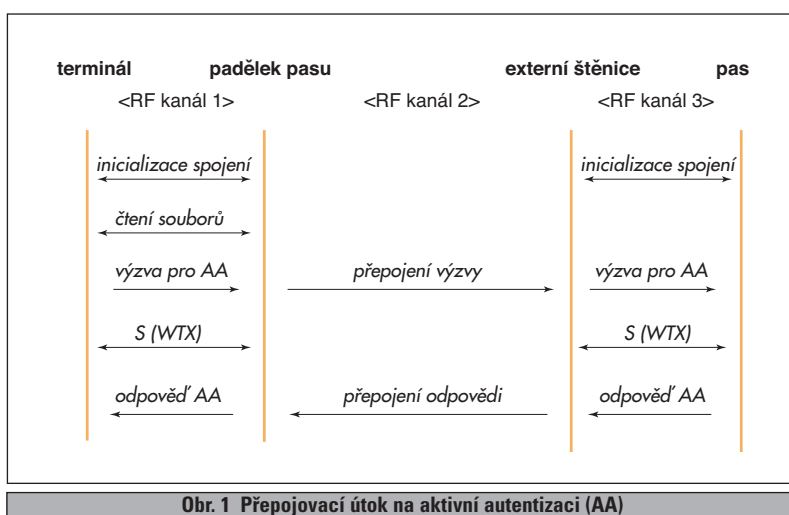 terminál padělek pasu externí štěnice pas
<RF kanál 1> <RF kanál 2> <RF kanál 3>
inicializace spojení inicializace spojení
čtení souborů
výzva pro AA přepojení výzvy výzva pro AA
S (WTX) S (WTX)
odpověď AA přepojení odpovědi odpověď AA
Obr. 1 Přepojovací útok na aktivní autentizaci (AA)